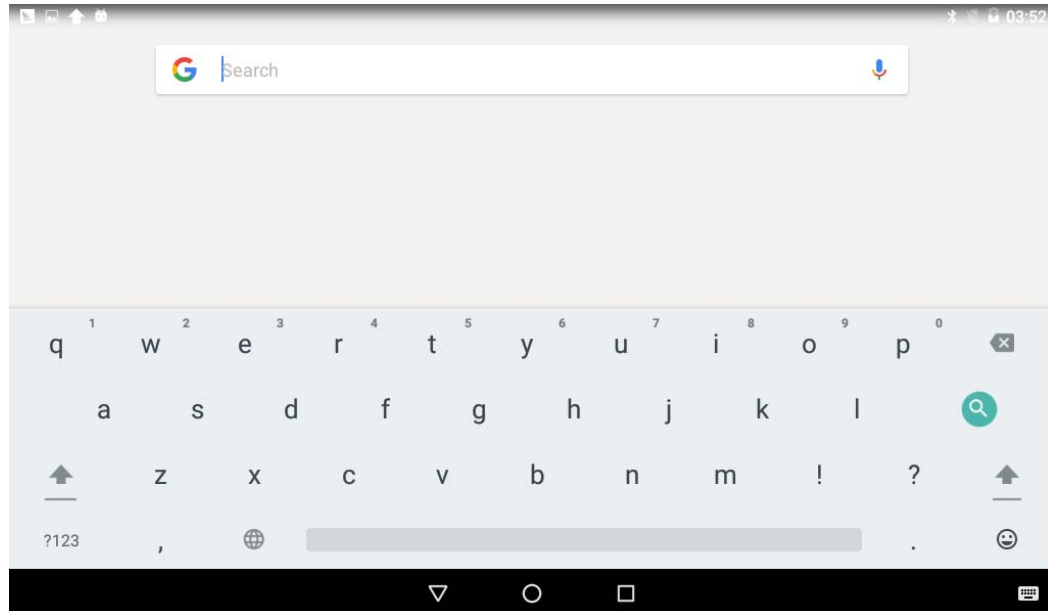 03:52
G Search
1 2 3 4 5 6 7 8 9 0
q w e r t y u i o p
a s d f g h j k l
z x c v b n m ! ?
?123 , .